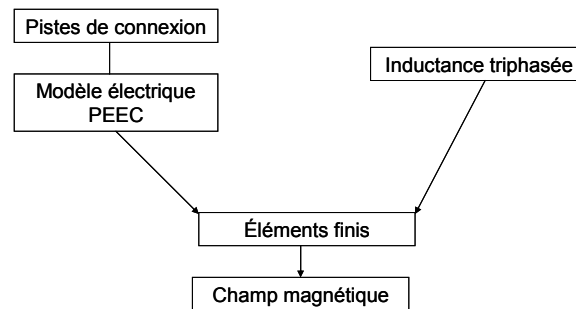 Pistes de connexion
Inductance triphasée
Modèle électrique
PEEC
Éléments finis
Champ magnétique